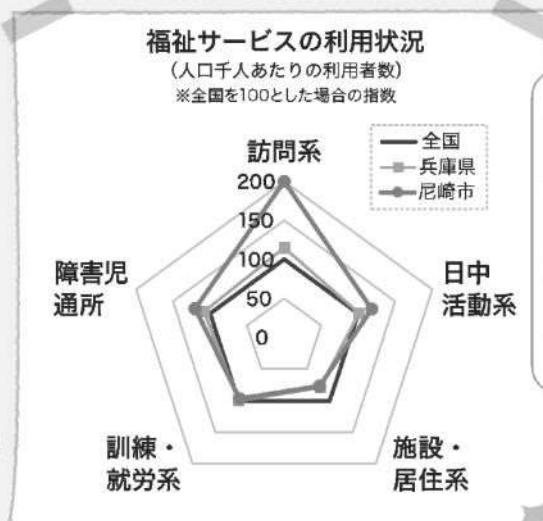 福祉サービスの利用状況
(人口千人あたりの利用者数)
※全国を100とした場合の指数
全国
兵庫県
尼崎市
訪問系
200
150
100
50
0
障害児
通所
日中
活動系
訓練・
就労系
施設・
居住系